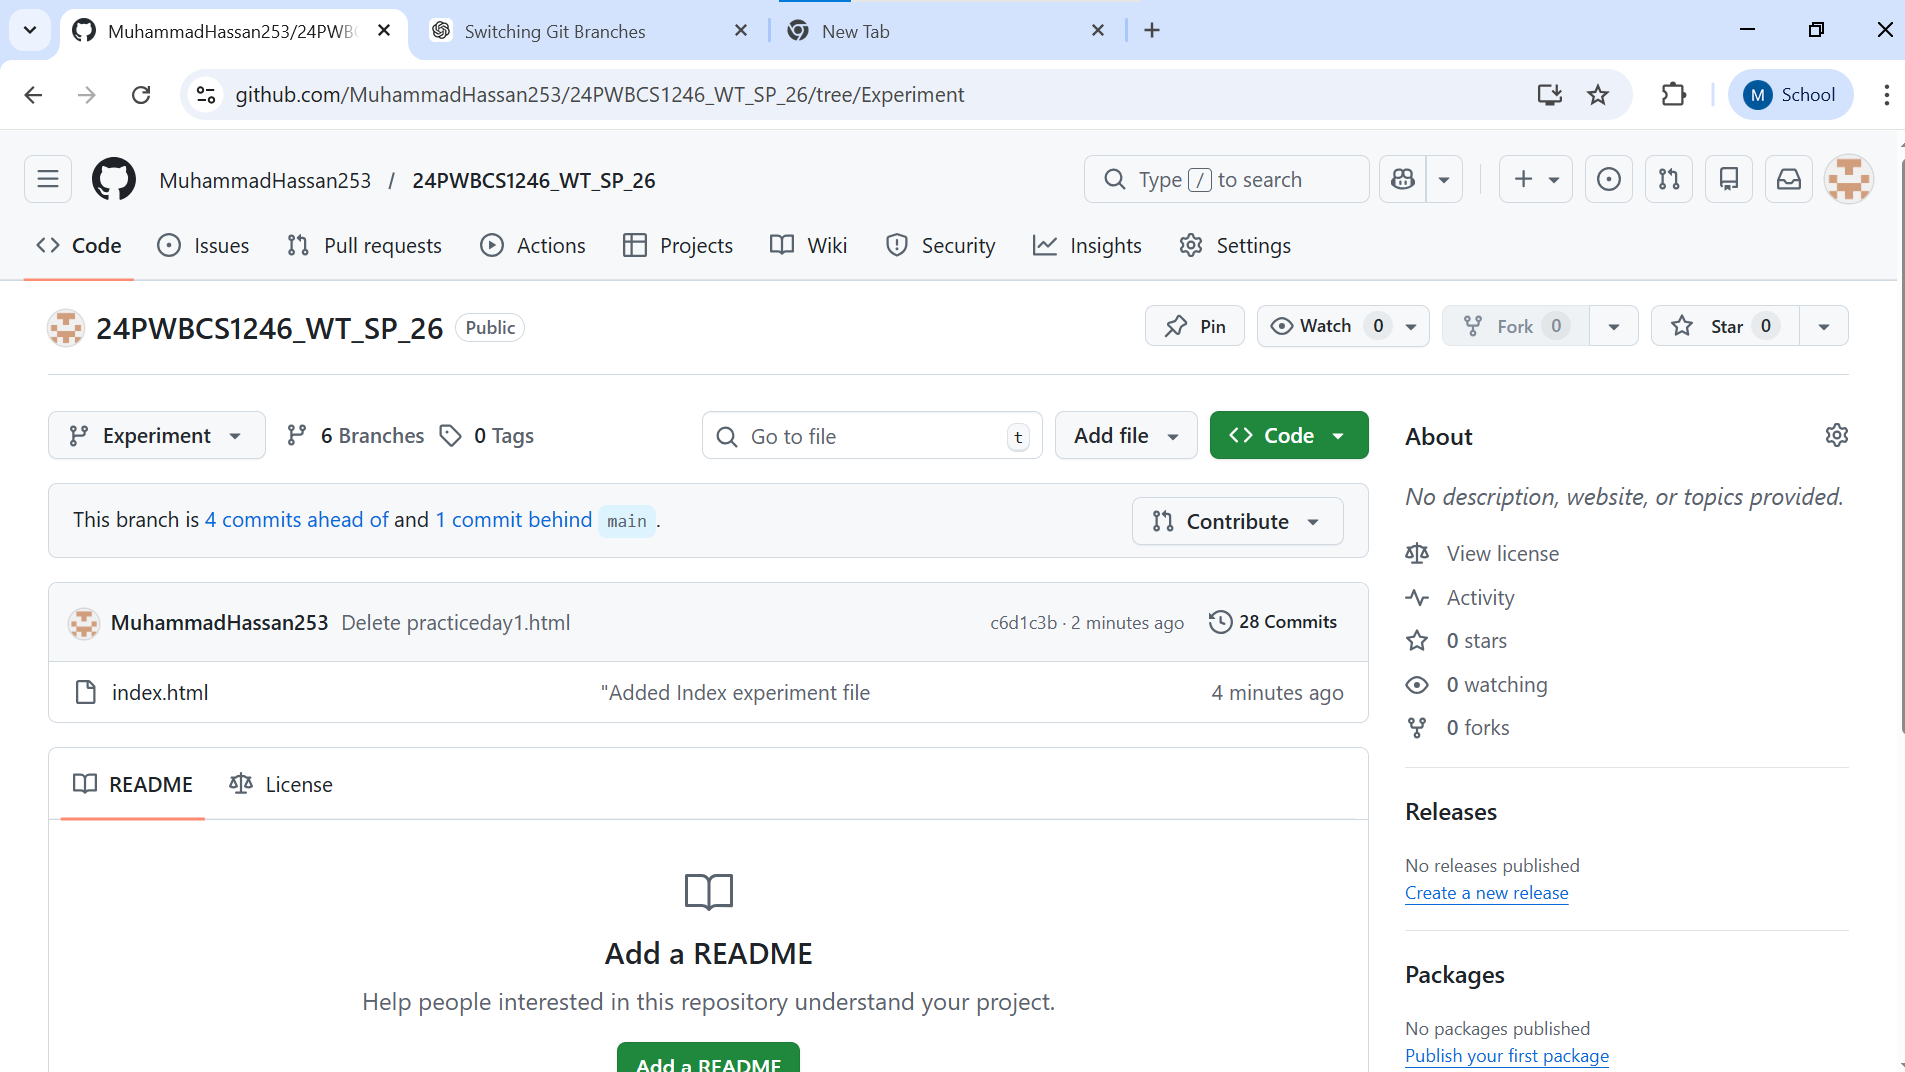 MuhammadHassan253/24PWBC
Switching Git Branches
New Tab
github.com/MuhammadHassan253/24PWBCS1246_WT_SP_26/tree/Experiment
M School
MuhammadHassan253 / 24PWBCS1246_WT_SP_26
Type / to search
Code Issues Pull requests Actions Projects Wiki Security Insights Settings
24PWBCS1246_WT_SP_26 Public
Pin Watch 0 Fork 0 Star 0
Experiment 6 Branches 0 Tags
Go to file t Add file Code
This branch is 4 commits ahead of and 1 commit behind main .
Contribute
MuhammadHassan253 Delete practiceday1.html c6d1c3b · 2 minutes ago 28 Commits
index.html "Added Index experiment file 4 minutes ago
README License
Add a README
Help people interested in this repository understand your project.
Add a README
About
No description, website, or topics provided.
View license
Activity
0 stars
0 watching
0 forks
Releases
No releases published
Create a new release
Packages
No packages published
Publish your first package